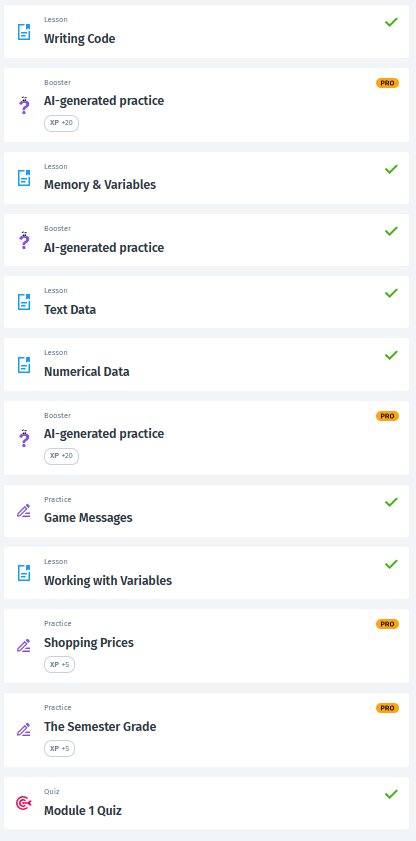 Lesson
Writing Code
Booster
PRO
AI-generated practice
XP +20
Lesson
Memory & Variables
Booster
AI-generated practice
Lesson
Text Data
Lesson
Numerical Data
Booster
PRO
AI-generated practice
XP +20
Practice
Game Messages
Lesson
Working with Variables
Practice
PRO
Shopping Prices
XP +5
Practice
PRO
The Semester Grade
XP +5
Quiz
Module 1 Quiz